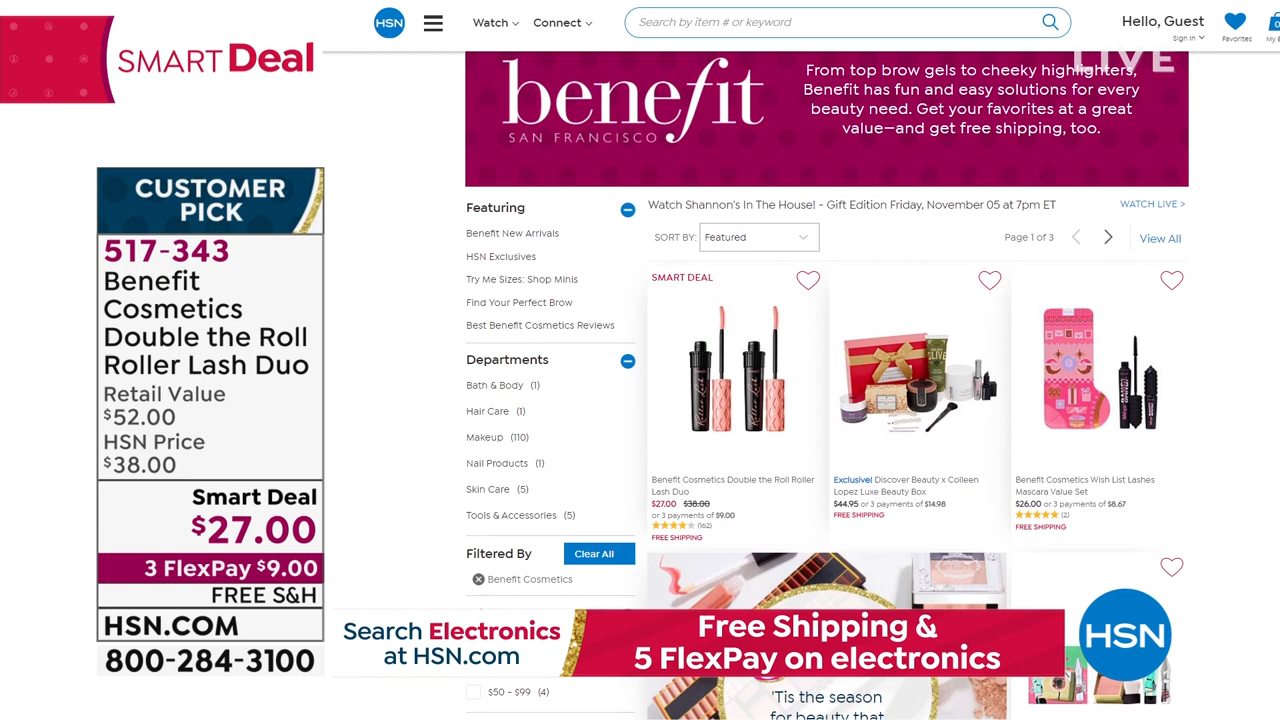 SMART Deal
CUSTOMER
PICK
517-343
Benefit
Cosmetics
Double the Roll
Roller Lash Duo
Retail Value
$52.00
HSN Price
$38.00
Smart Deal
$27.00
3 FlexPay $9.00
FREE S&H
HSN.COM
800-284-3100
HSN
Watch
Connect
Search by item # or keyword
Hello, Guest
Sign In
Favorites
0
LIVE
benefit
SAN FRANCISCO
From top brow gels to cheeky highlighters,
Benefit has fun and easy solutions for every
beauty need. Get your favorites at a great
value—and get free shipping, too.
Featuring
Benefit New Arrivals
HSN Exclusives
Try Me Sizes: Shop Minis
Find Your Perfect Brow
Best Benefit Cosmetics Reviews
Departments
Bath & Body (1)
Hair Care (1)
Makeup (110)
Nail Products (1)
Skin Care (5)
Tools & Accessories (5)
Filtered By
Clear All
Benefit Cosmetics
$50 - $99 (4)
Watch Shannon's In The House! - Gift Edition Friday, November 05 at 7pm ET
WATCH LIVE >
SORT BY:
Featured
Page 1 of 3
View All
SMART DEAL
Roller Lash
Roller Lash
Benefit Cosmetics Double the Roll Roller
Lash Duo
$27.00 $38.00
or 3 payments of $9.00
(162)
FREE SHIPPING
Exclusive! Discover Beauty x Colleen
Lopez Luxe Beauty Box
$44.95 or 3 payments of $14.98
FREE SHIPPING
Benefit Cosmetics Wish List Lashes
Mascara Value Set
$26.00 or 3 payments of $8.67
(2)
FREE SHIPPING
Search Electronics
at HSN.com
Free Shipping &
5 FlexPay on electronics
HSN
'Tis the season
for beauty that